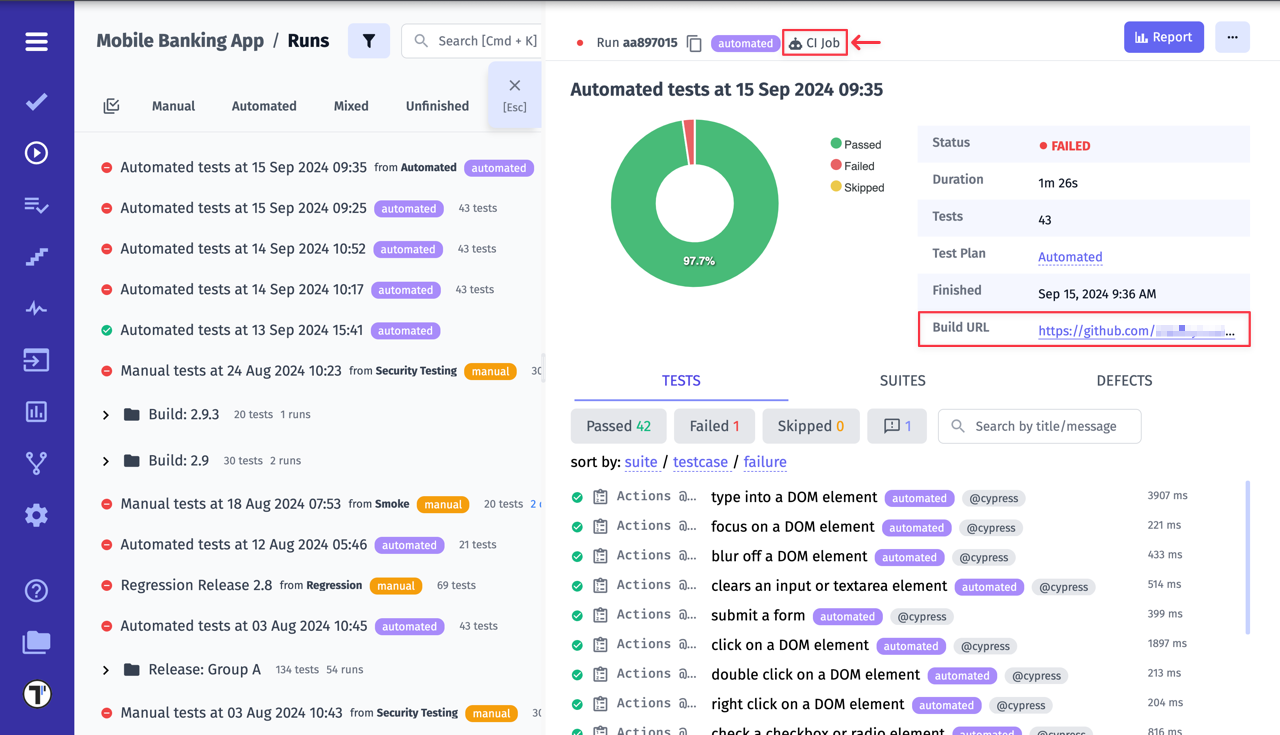 Mobile Banking App / Runs
Search [Cmd + K]
Manual Automated Mixed Unfinished
[Esc]
Automated tests at 15 Sep 2024 09:35 from Automated automated
Automated tests at 15 Sep 2024 09:25 automated 43 tests
Automated tests at 14 Sep 2024 10:52 automated 43 tests
Automated tests at 14 Sep 2024 10:17 automated 43 tests
Automated tests at 13 Sep 2024 15:41 automated
Manual tests at 24 Aug 2024 10:23 from Security Testing manual 30
Build: 2.9.3 20 tests 1 runs
Build: 2.9 30 tests 2 runs
Manual tests at 18 Aug 2024 07:53 from Smoke manual 20 tests 2
Automated tests at 12 Aug 2024 05:46 automated 21 tests
Regression Release 2.8 from Regression manual 69 tests
Automated tests at 03 Aug 2024 10:45 automated 43 tests
Release: Group A 134 tests 54 runs
Manual tests at 03 Aug 2024 10:43 from Security Testing manual 30
Run aa897015 automated CI Job
Report
...
Automated tests at 15 Sep 2024 09:35
97.7%
Passed
Failed
Skipped
Status FAILED
Duration 1m 26s
Tests 43
Test Plan Automated
Finished Sep 15, 2024 9:36 AM
Build URL https://github.com/ ...
TESTS SUITES DEFECTS
Passed 42 Failed 1 Skipped 0 1 Search by title/message
sort by: suite / testcase / failure
Actions @... type into a DOM element automated @cypress 3907 ms
Actions @... focus on a DOM element automated @cypress 221 ms
Actions @... blur off a DOM element automated @cypress 433 ms
Actions @... clears an input or textarea element automated @cypress 514 ms
Actions @... submit a form automated @cypress 399 ms
Actions @... click on a DOM element automated @cypress 1897 ms
Actions @... double click on a DOM element automated @cypress 213 ms
Actions @... right click on a DOM element automated @cypress 204 ms
Actions @... check a checkbox or radio element automated @cypress 816 ms